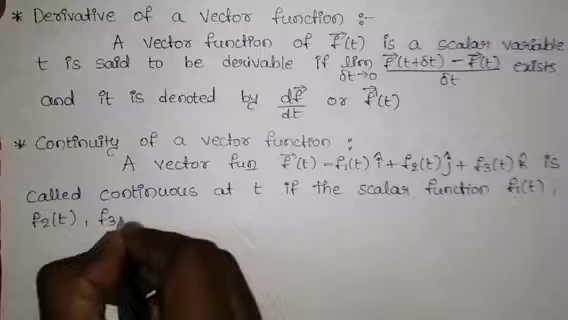 * Derivative of a vector function :-
A vector function of f⃗(t) is a scalar variable
t is said to be derivable if lim δt→0 (f⃗(t+δt) - f⃗(t))/δt exists
and it is denoted by df⃗/dt or f⃗'(t)
* Continuity of a vector function :
A vector fun f⃗(t) = f₁(t) î + f₂(t) ĵ + f₃(t) k̂ is
called continuous at t if the scalar function f₁(t),
f₂(t), f₃